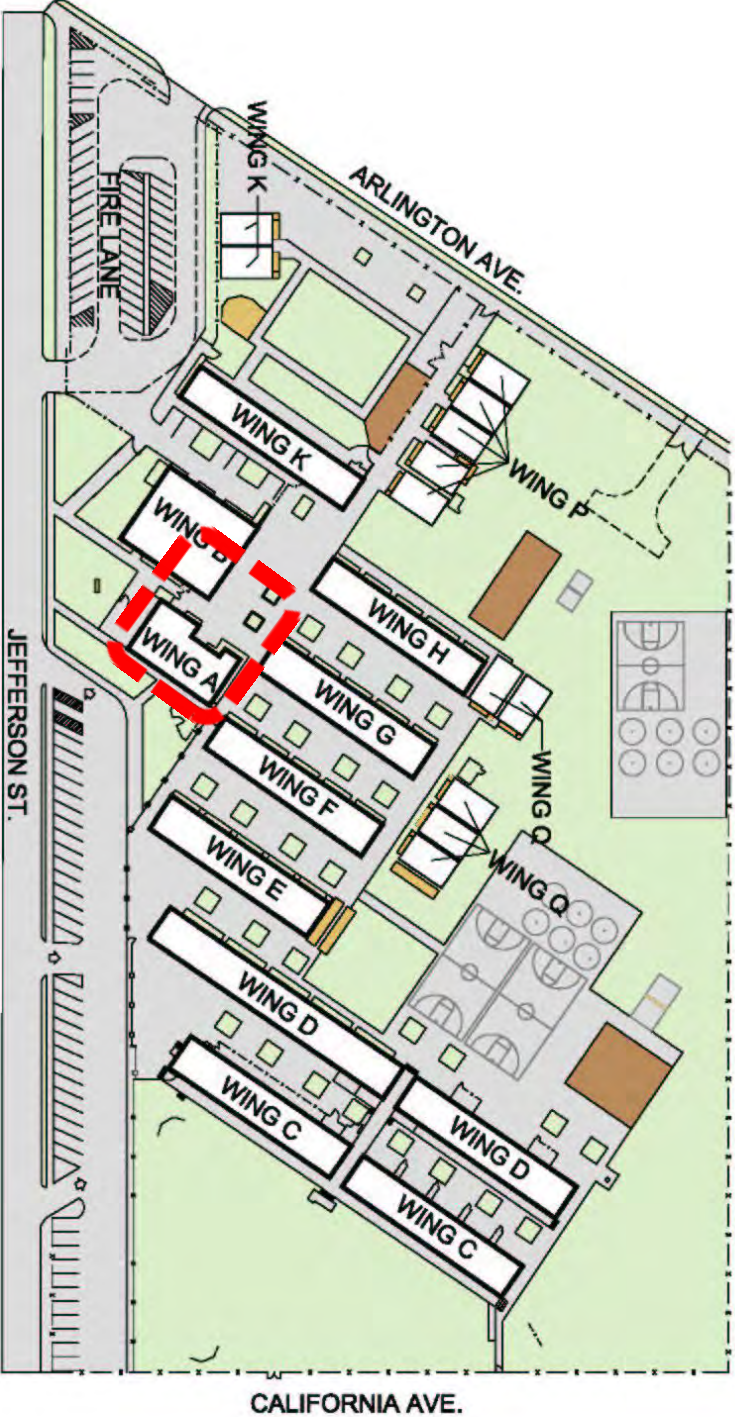 WING K
ARLINGTON AVE.
FIRE LANE
WING K
WING P
WING B
WING H
WING A
WING G
JEFFERSON ST.
WING F
WING Q
WING E
WING Q
WING D
WING C
WING D
WING C
CALIFORNIA AVE.